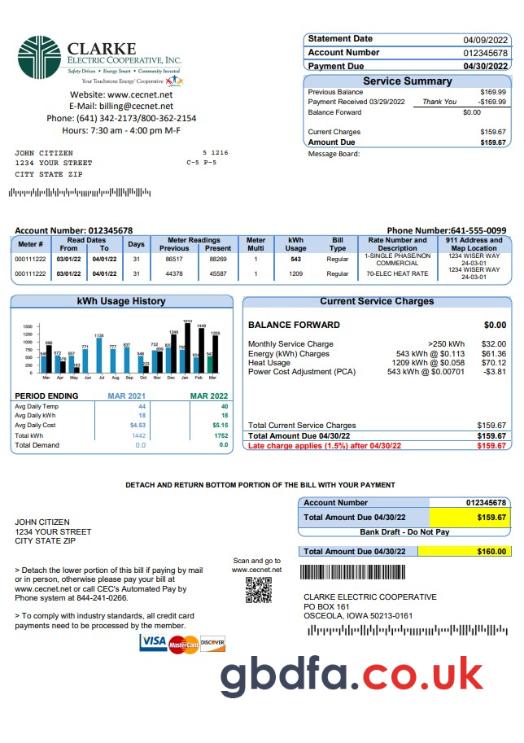 CLARKE
ELECTRIC COOPERATIVE, INC.
Safety Driven • Energy Smart • Community Invested
Your Touchstone Energy® Cooperative
Website: www.cecnet.net
E-Mail: billing@cecnet.net
Phone: (641) 342-2173/800-362-2154
Hours: 7:30 am - 4:00 pm M-F
Statement Date 04/09/2022
Account Number 012345678
Payment Due 04/30/2022
Service Summary
Previous Balance $169.99
Payment Received 03/29/2022 Thank You -$169.99
Balance Forward $0.00
Current Charges $159.67
Amount Due $159.67
Message Board:
JOHN CITIZEN 5 1216
1234 YOUR STREET C-5 P-5
CITY STATE ZIP
Account Number: 012345678 Phone Number:641-555-0099
Meter # Read Dates From To Days Meter Readings Previous Present Meter Multi kWh Usage Bill Type Rate Number and Description 911 Address and Map Location
000111222 03/01/22 04/01/22 31 86517 88269 1 543 Regular 1-SINGLE PHASE/NON COMMERCIAL 1234 WISER WAY 24-03-01
000111222 03/01/22 04/01/22 31 44378 45587 1 1209 Regular 70-ELEC HEAT RATE 1234 WISER WAY 24-03-01
kWh Usage History
1500
1250
1000
750
500
250
0
Mar Apr May Jun Jul Aug Sep Oct Nov Dec Jan Feb Mar
PERIOD ENDING MAR 2021 MAR 2022
Avg Daily Temp 44 40
Avg Daily kWh 18 18
Avg Daily Cost $4.63 $5.15
Total kWh 1442 1752
Total Demand 0.0 0.0
Current Service Charges
BALANCE FORWARD $0.00
Monthly Service Charge >250 kWh $32.00
Energy (kWh) Charges 543 kWh @ $0.113 $61.36
Heat Usage 1209 kWh @ $0.058 $70.12
Power Cost Adjustment (PCA) 543 kWh @ $0.00701 -$3.81
Total Current Service Charges $159.67
Total Amount Due 04/30/22 $159.67
Late charge applies (1.5%) after 04/30/22 $159.67
DETACH AND RETURN BOTTOM PORTION OF THE BILL WITH YOUR PAYMENT
Account Number 012345678
Total Amount Due 04/30/22 $159.67
Bank Draft - Do Not Pay
Total Amount Due 04/30/22 $160.00
JOHN CITIZEN
1234 YOUR STREET
CITY STATE ZIP
Scan and go to
www.cecnet.net
> Detach the lower portion of this bill if paying by mail
or in person, otherwise please pay your bill at
www.cecnet.net or call CEC's Automated Pay by
Phone system at 844-241-0266.
> To comply with industry standards, all credit card
payments need to be processed by the member.
VISA MasterCard DISCOVER
CLARKE ELECTRIC COOPERATIVE
PO BOX 161
OSCEOLA, IOWA 50213-0161
gbdfa.co.uk